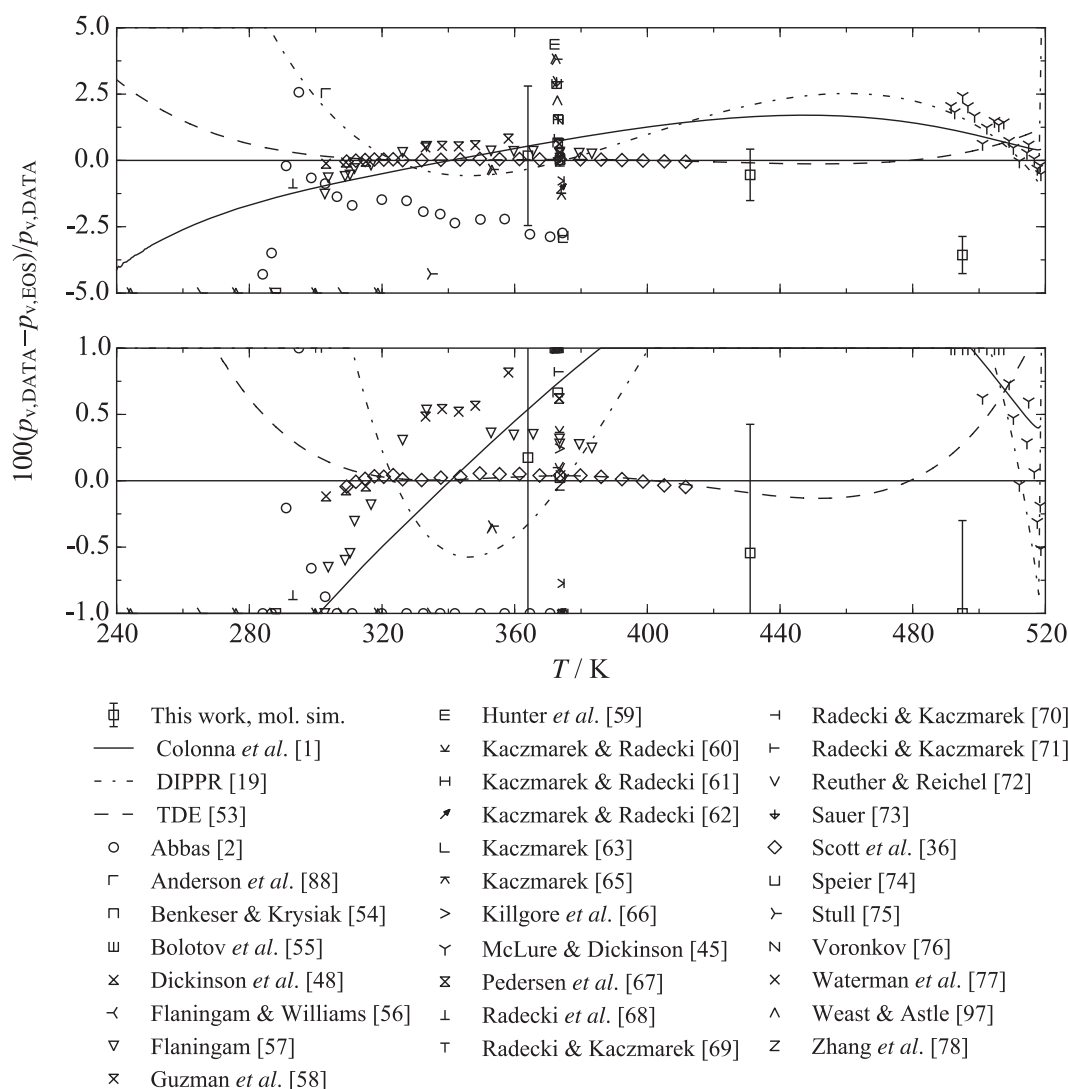 100(pv,DATA−pv,EOS)/pv,DATA
5.0
2.5
0.0
-2.5
-5.0
1.0
0.5
0.0
-0.5
-1.0
240 280 320 360 400 440 480 520
T / K
This work, mol. sim.
Colonna et al. [1]
DIPPR [19]
TDE [53]
Abbas [2]
Anderson et al. [88]
Benkeser & Krysiak [54]
Bolotov et al. [55]
Dickinson et al. [48]
Flaningam & Williams [56]
Flaningam [57]
Guzman et al. [58]
Hunter et al. [59]
Kaczmarek & Radecki [60]
Kaczmarek & Radecki [61]
Kaczmarek & Radecki [62]
Kaczmarek [63]
Kaczmarek [65]
Killgore et al. [66]
McLure & Dickinson [45]
Pedersen et al. [67]
Radecki et al. [68]
Radecki & Kaczmarek [69]
Radecki & Kaczmarek [70]
Radecki & Kaczmarek [71]
Reuther & Reichel [72]
Sauer [73]
Scott et al. [36]
Speier [74]
Stull [75]
Voronkov [76]
Waterman et al. [77]
Weast & Astle [97]
Zhang et al. [78]